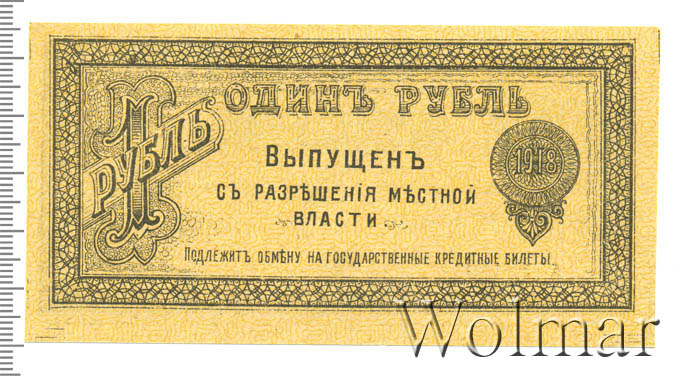 1
РУБЛЬ
ОДИНЪ РУБЛЬ
ВЫПУЩЕНЪ
СЪ РАЗРѢШЕНІЯ МѢСТНОЙ
ВЛАСТИ
1918
ПОДЛЕЖИТЪ ОБМѢНУ НА ГОСУДАРСТВЕННЫЕ КРЕДИТНЫЕ БИЛЕТЫ.
Wolmar